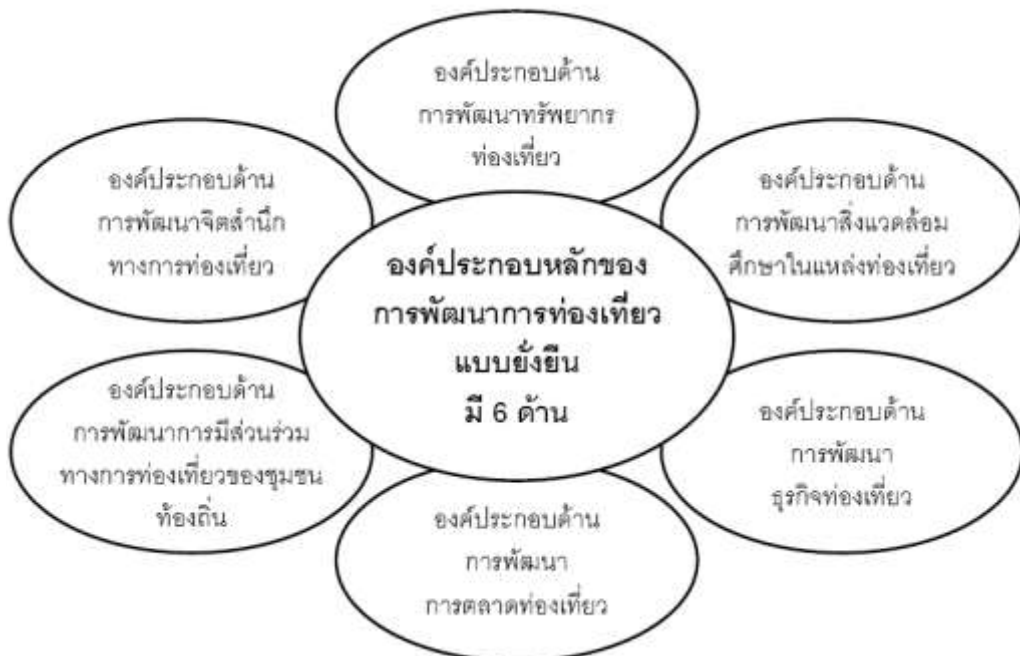 องค์ประกอบด้าน
การพัฒนาทรัพยากร
ท่องเที่ยว
องค์ประกอบด้าน
การพัฒนาจิตสำนึก
ทางการท่องเที่ยว
องค์ประกอบด้าน
การพัฒนาสิ่งแวดล้อม
ศึกษาในแหล่งท่องเที่ยว
องค์ประกอบหลักของ
การพัฒนาการท่องเที่ยว
แบบยั่งยืน
มี 6 ด้าน
องค์ประกอบด้าน
การพัฒนาการมีส่วนร่วม
ทางการท่องเที่ยวของชุมชน
ท้องถิ่น
องค์ประกอบด้าน
การพัฒนา
ธุรกิจท่องเที่ยว
องค์ประกอบด้าน
การพัฒนา
การตลาดท่องเที่ยว